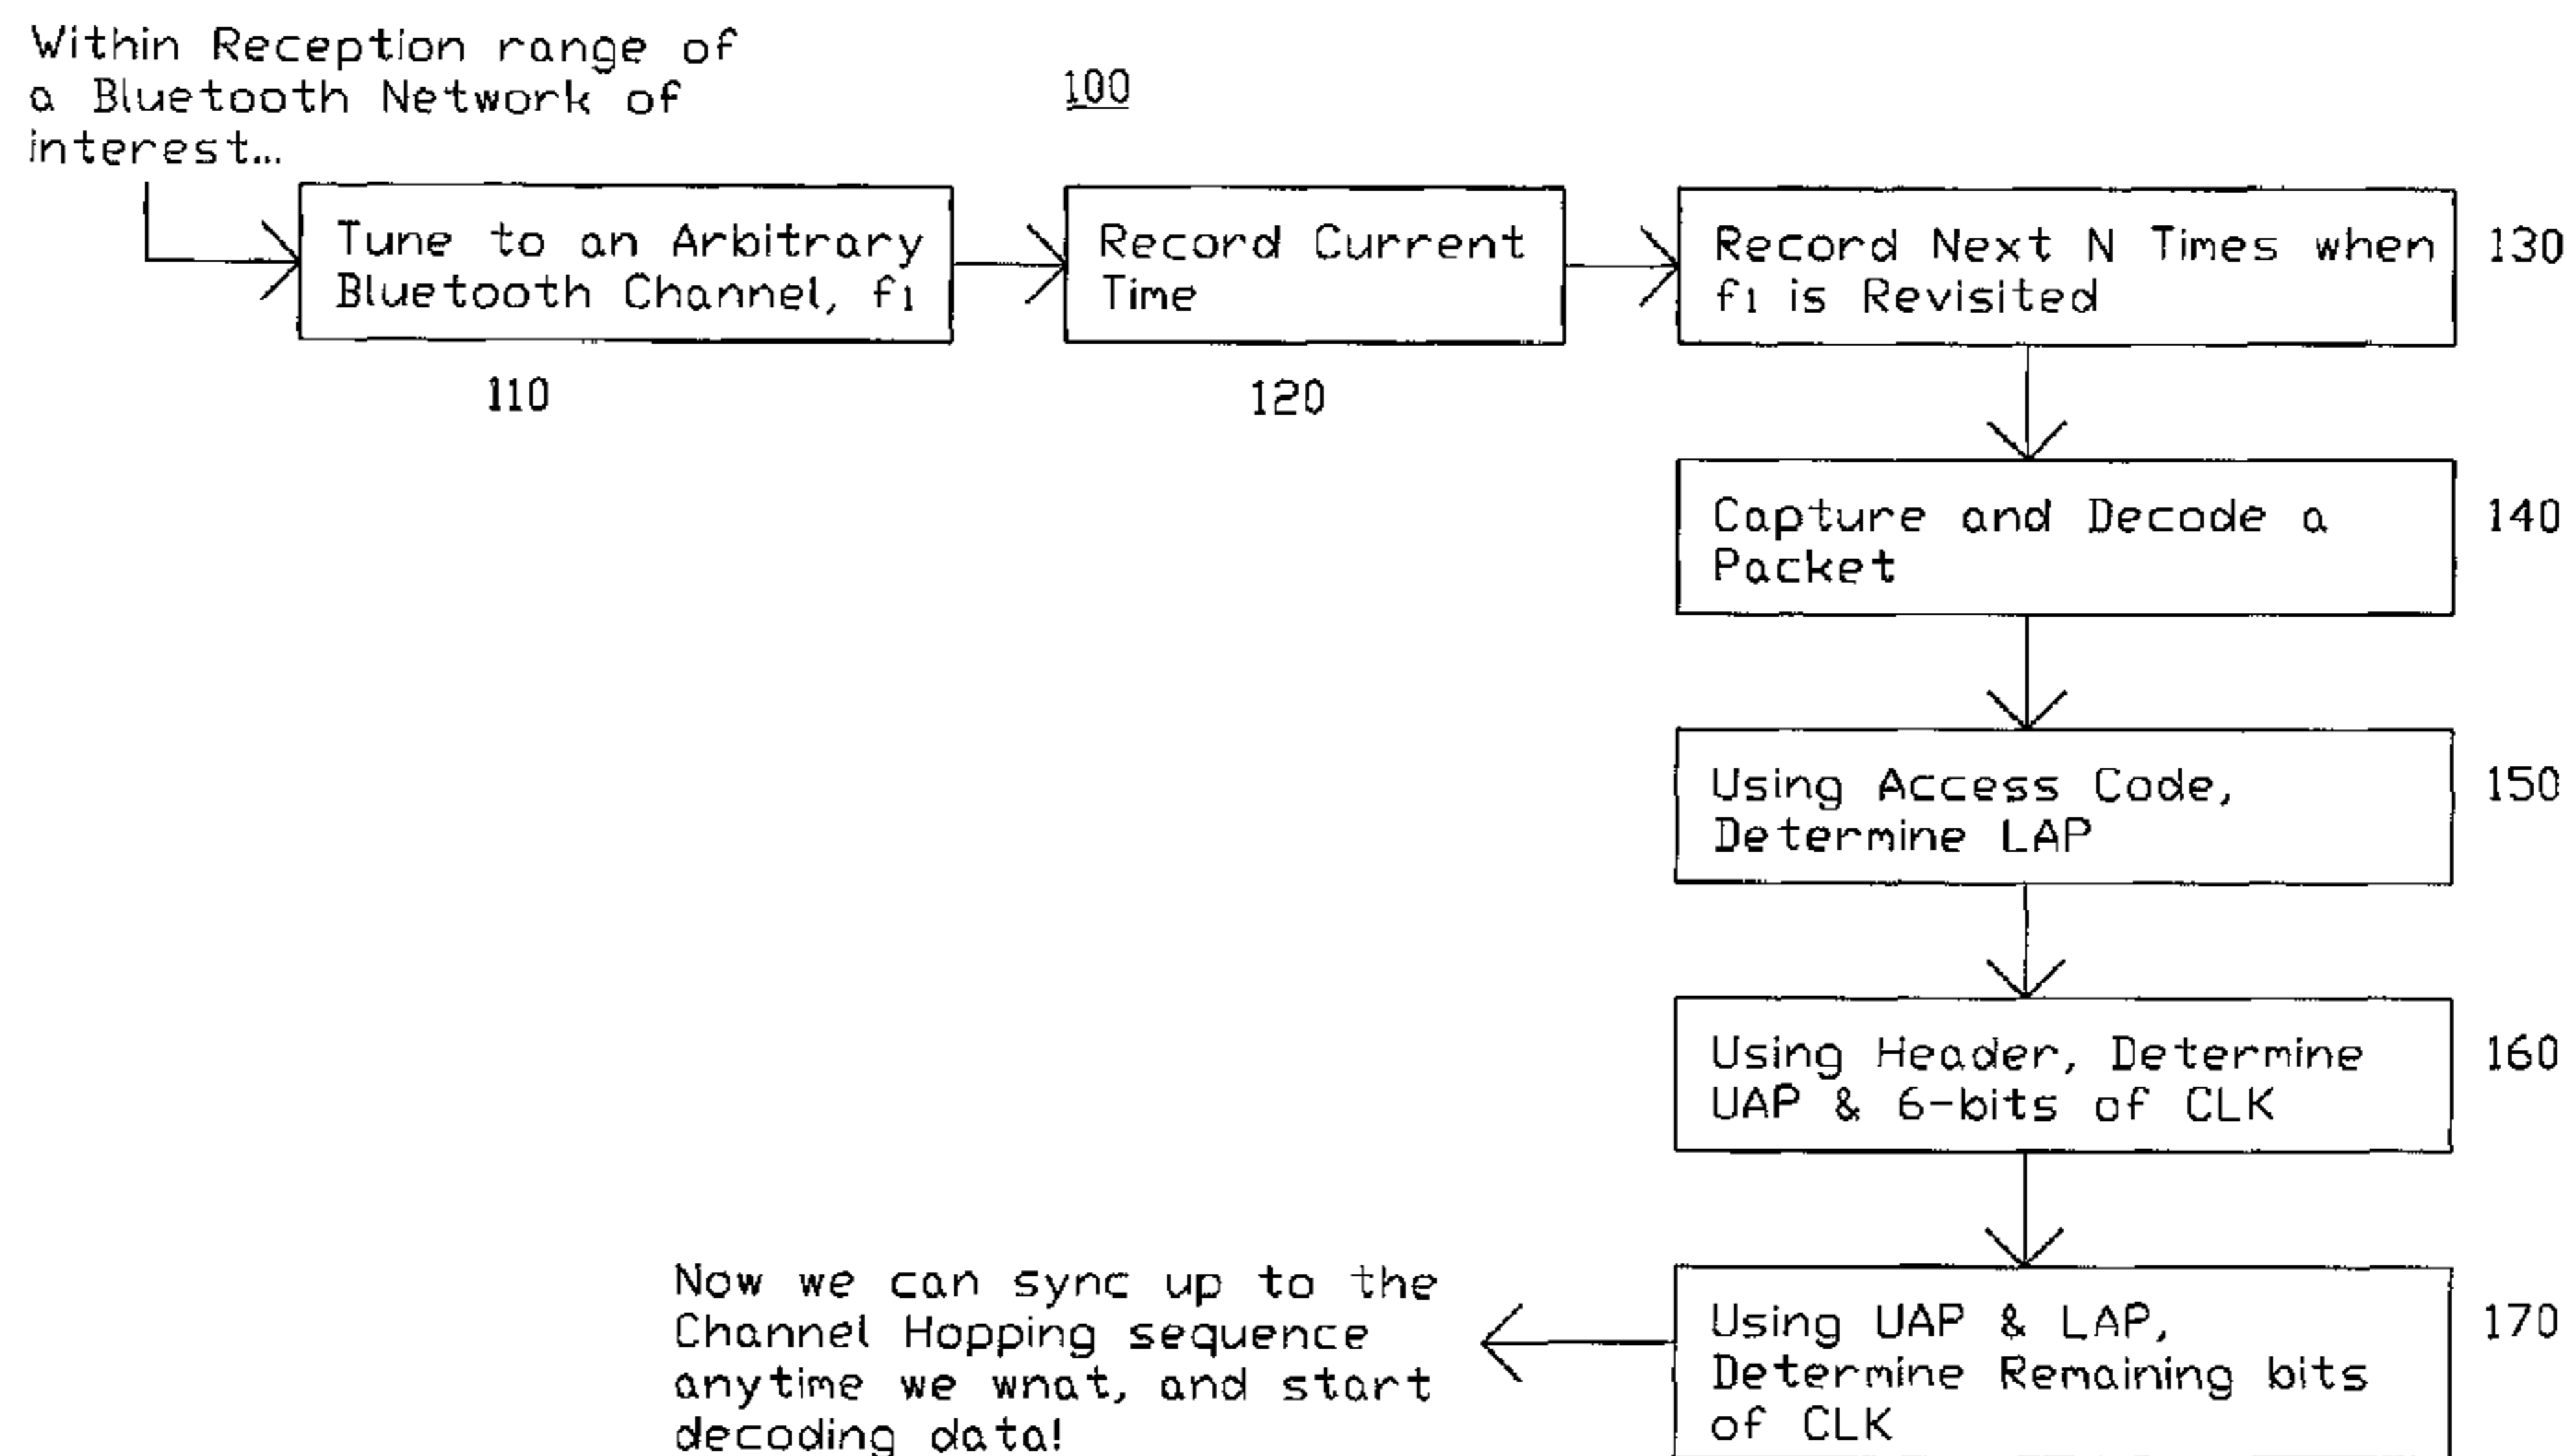 Within Reception range of
a Bluetooth Network of
interest...
100
Tune to an Arbitrary
Bluetooth Channel, f1
110
Record Current
Time
120
Record Next N Times when
f1 is Revisited
130
Capture and Decode a
Packet
140
Using Access Code,
Determine LAP
150
Using Header, Determine
UAP & 6-bits of CLK
160
Using UAP & LAP,
Determine Remaining bits
of CLK
170
Now we can sync up to the
Channel Hopping sequence
anytime we wnat, and start
decoding data!